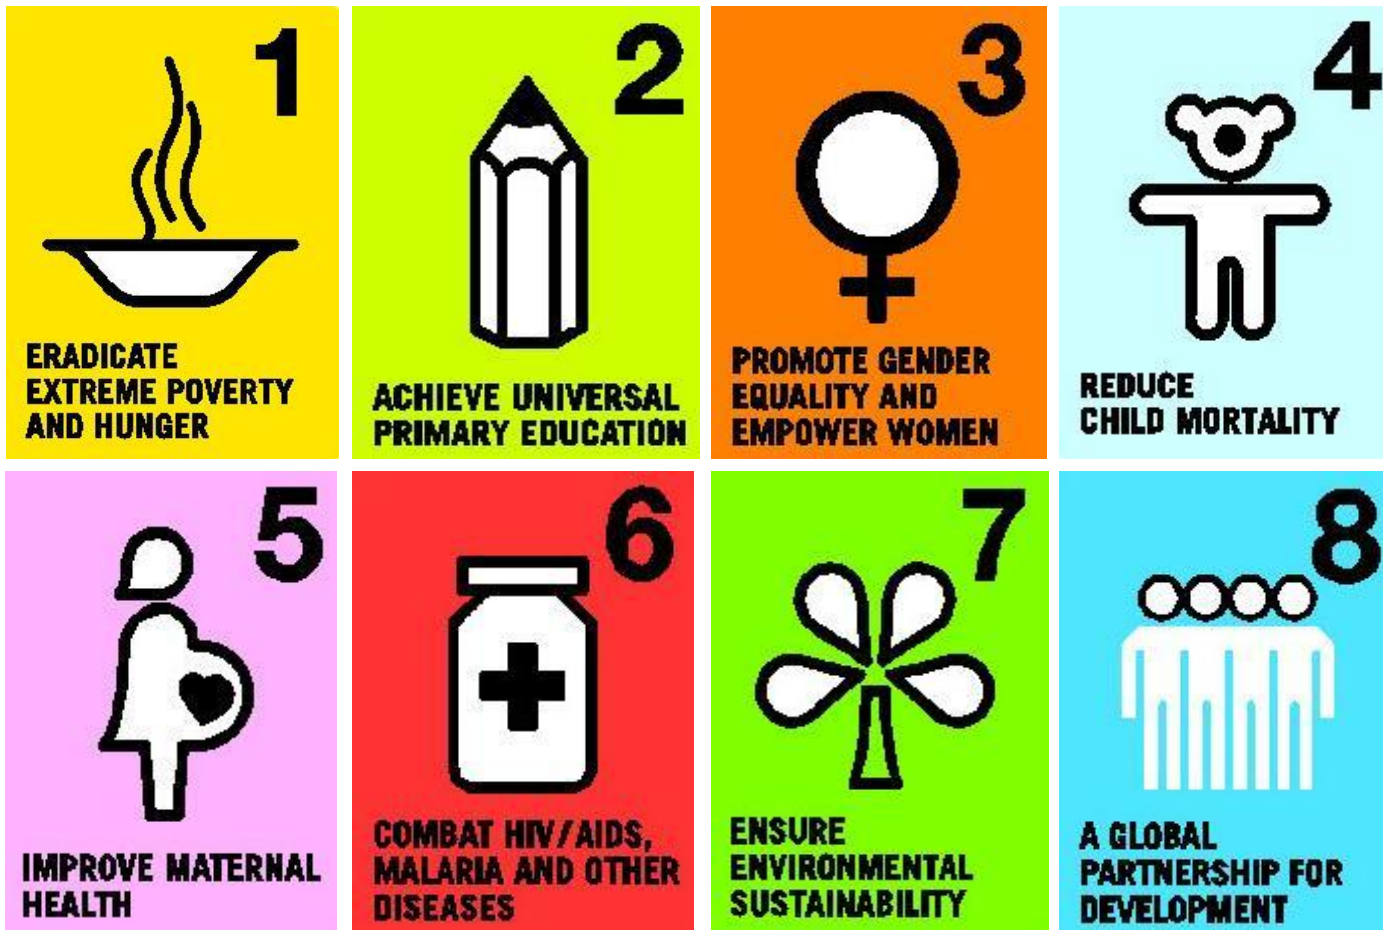 1
ERADICATE
EXTREME POVERTY
AND HUNGER
2
ACHIEVE UNIVERSAL
PRIMARY EDUCATION
3
PROMOTE GENDER
EQUALITY AND
EMPOWER WOMEN
4
REDUCE
CHILD MORTALITY
5
IMPROVE MATERNAL
HEALTH
6
COMBAT HIV/AIDS,
MALARIA AND OTHER
DISEASES
7
ENSURE
ENVIRONMENTAL
SUSTAINABILITY
8
A GLOBAL
PARTNERSHIP FOR
DEVELOPMENT